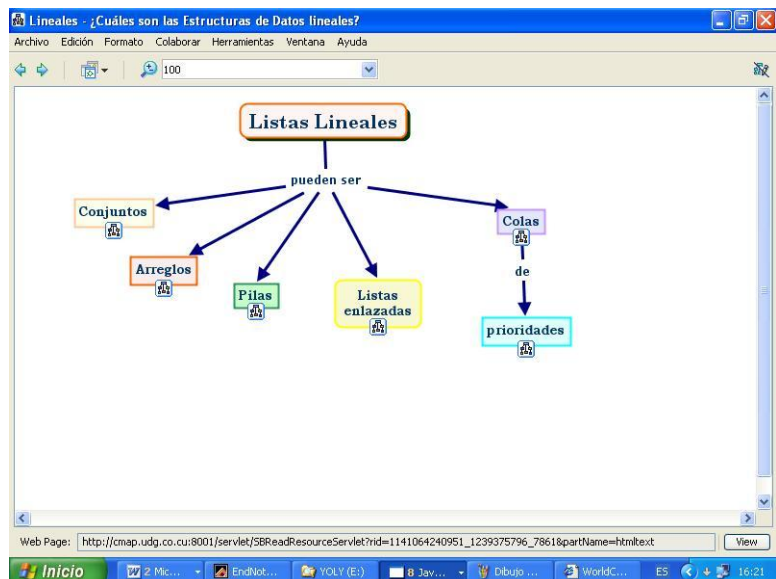 Lineales - ¿Cuáles son las Estructuras de Datos lineales?
Archivo Edición Formato Colaborar Herramientas Ventana Ayuda
100
Listas Lineales
pueden ser
Conjuntos
Colas
Arreglos
de
Pilas
Listas
enlazadas
prioridades
Web Page: http://cmap.udg.co.cu:8001/servlet/SBReadResourceServlet?rid=1141064240951_1239375796_7861&partName=htmltext View
Inicio 2 Mic... EndNot... YOLY (E:) 8 Jav... Dibujo ... WorldC... ES 16:21